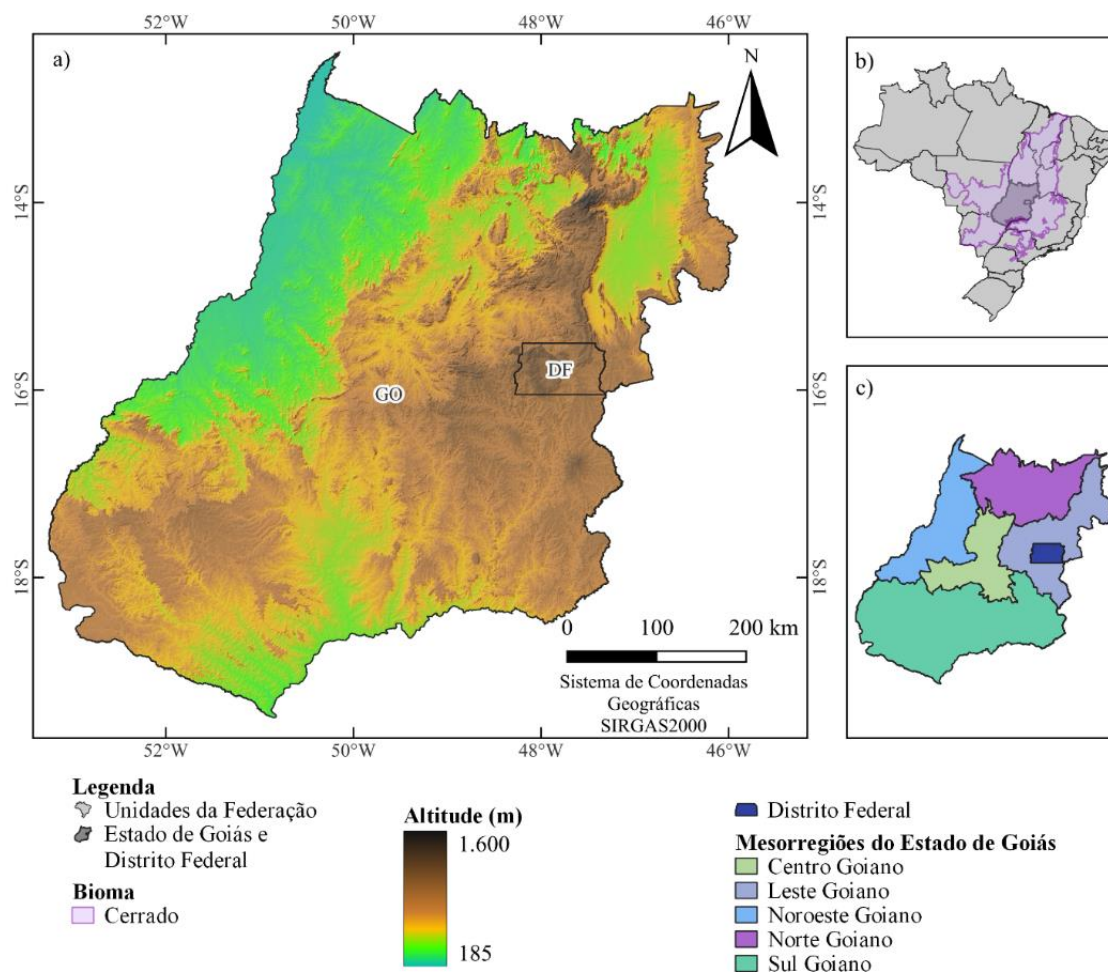 52°W 50°W 48°W 46°W
a)
N
14°S
16°S
18°S
14°S
16°S
18°S
DF
GO
0 100 200 km
Sistema de Coordenadas
Geográficas
SIRGAS2000
52°W 50°W 48°W 46°W
b)
c)
Legenda
Unidades da Federação
Estado de Goiás e
Distrito Federal
Bioma
Cerrado
Altitude (m)
1.600
185
Distrito Federal
Mesorregiões do Estado de Goiás
Centro Goiano
Leste Goiano
Noroeste Goiano
Norte Goiano
Sul Goiano